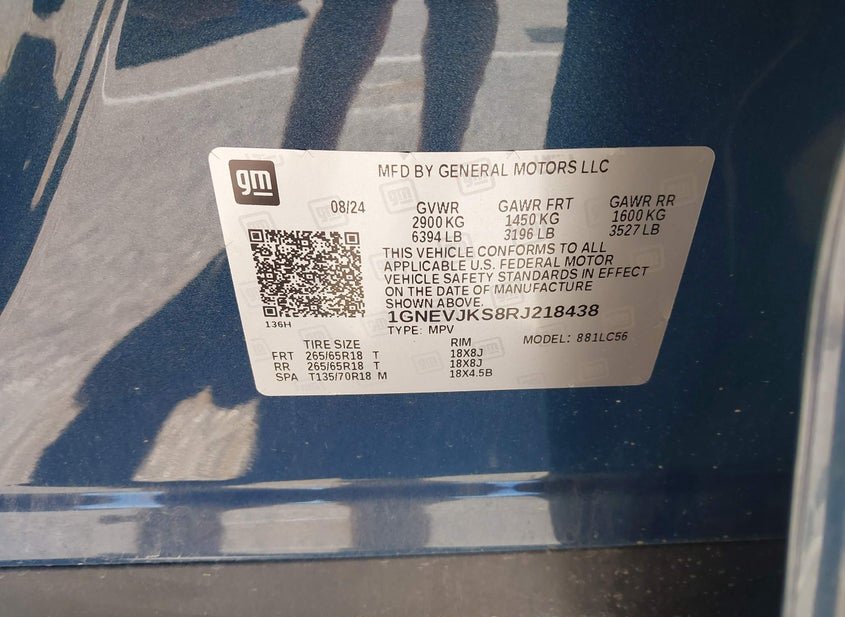 gm
MFD BY GENERAL MOTORS LLC
08/24 GVWR GAWR FRT GAWR RR
2900 KG 1450 KG 1600 KG
6394 LB 3196 LB 3527 LB
THIS VEHICLE CONFORMS TO ALL
APPLICABLE U.S. FEDERAL MOTOR
VEHICLE SAFETY STANDARDS IN EFFECT
ON THE DATE OF MANUFACTURE
SHOWN ABOVE.
136H
1GNEVJKS8RJ218438
TYPE: MPV MODEL: 881LC56
TIRE SIZE RIM
FRT 265/65R18 T 18X8J
RR 265/65R18 T 18X8J
SPA T135/70R18 M 18X4.5B